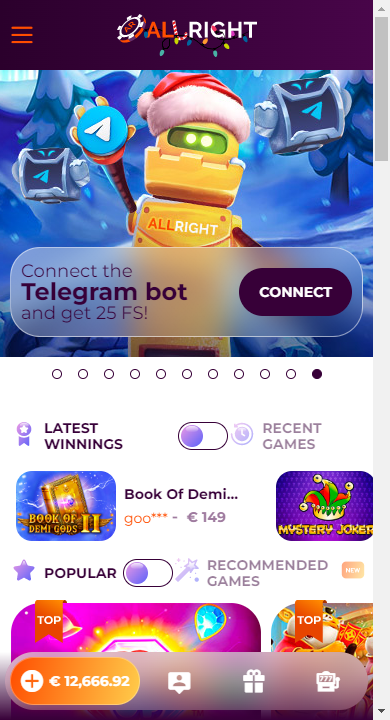 ALLRIGHT
ALLRIGHT
Connect the
Telegram bot
and get 25 FS!
CONNECT
LATEST
WINNINGS
RECENT
GAMES
BOOK OF
DEMI GODS II
Book Of Demi...
goo*** - € 149
MYSTERY JOKER
POPULAR
RECOMMENDED
GAMES
NEW
TOP
TOP
€ 12,666.92
777